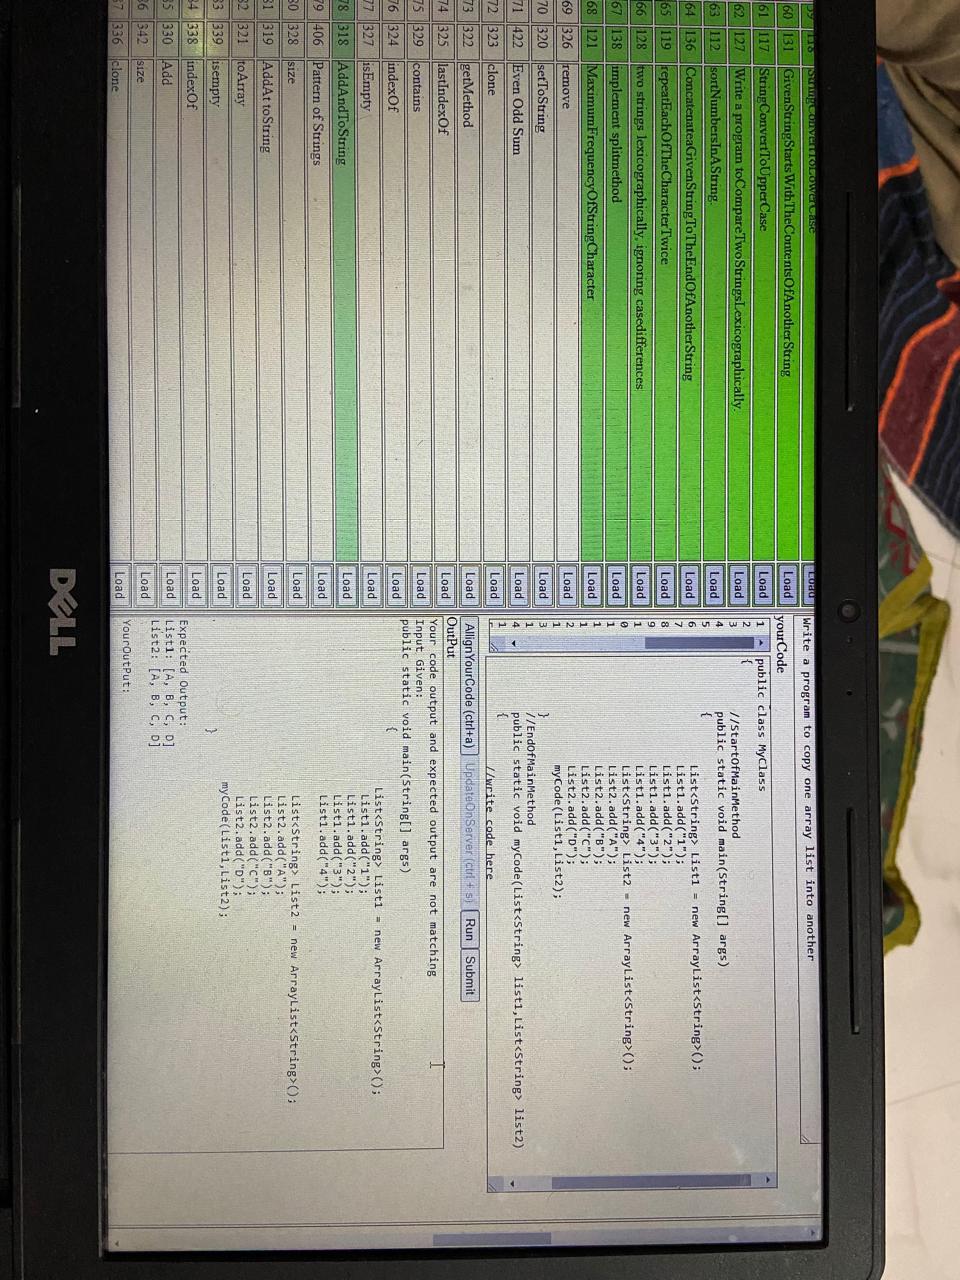 118 StringConvertToLowerCase Load
60 131 GivenStringStartsWithTheContentsOfAnotherString Load
61 117 StringConvertToUpperCase Load
62 127 Write a program toCompareTwoStringsLexicographically. Load
63 112 sortNumbersInAString. Load
64 136 ConcatenateaGivenStringToTheEndOfAnotherString Load
65 119 repeatEachOfTheCharacterTwice Load
66 128 two strings lexicographically, ignoring casedifferences Load
67 138 implement splitmethod Load
68 121 MaximumFrequencyOfStringCharacter Load
69 326 remove Load
70 320 setToString Load
71 422 Even Odd Sum Load
72 323 clone Load
73 322 getMethod Load
74 325 lastIndexOf Load
75 329 contains Load
76 324 indexOf Load
77 327 isEmpty Load
78 318 AddAndToString Load
79 406 Pattern of Strings Load
80 328 size Load
81 319 AddAt toString Load
82 321 toArray Load
83 339 isempty Load
84 338 indexOf Load
85 330 Add Load
86 342 size Load
87 336 clone Load
Write a program to copy one array list into another
yourCode
1 public class MyClass
2 {
3 //StartOfMainMethod
4 public static void main(String[] args)
5 {
6 List<String> List1 = new ArrayList<String>();
7 List1.add("1");
8 List1.add("2");
9 List1.add("3");
0 List1.add("4");
1 List<String> List2 = new ArrayList<String>();
1 List2.add("A");
1 List2.add("B");
1 List2.add("C");
2 List2.add("D");
1 myCode(List1,List2);
3 }
1 //EndOfMainMethod
4 public static void myCode(List<String> list1,List<String> list2)
1 {
//write code here
AllignYourCode (ctrl+a) UpdateOnServer (ctrl + s) Run Submit
OutPut
Your code output and expected output are not matching
Input Given:
public static void main(String[] args)
{
List<String> List1 = new ArrayList<String>();
List1.add("1");
List1.add("2");
List1.add("3");
List1.add("4");
List<String> List2 = new ArrayList<String>();
List2.add("A");
List2.add("B");
List2.add("C");
List2.add("D");
myCode(List1,List2);
}
Expected Output:
List1: [A, B, C, D]
List2: [A, B, C, D]
YourOutPut:
DELL